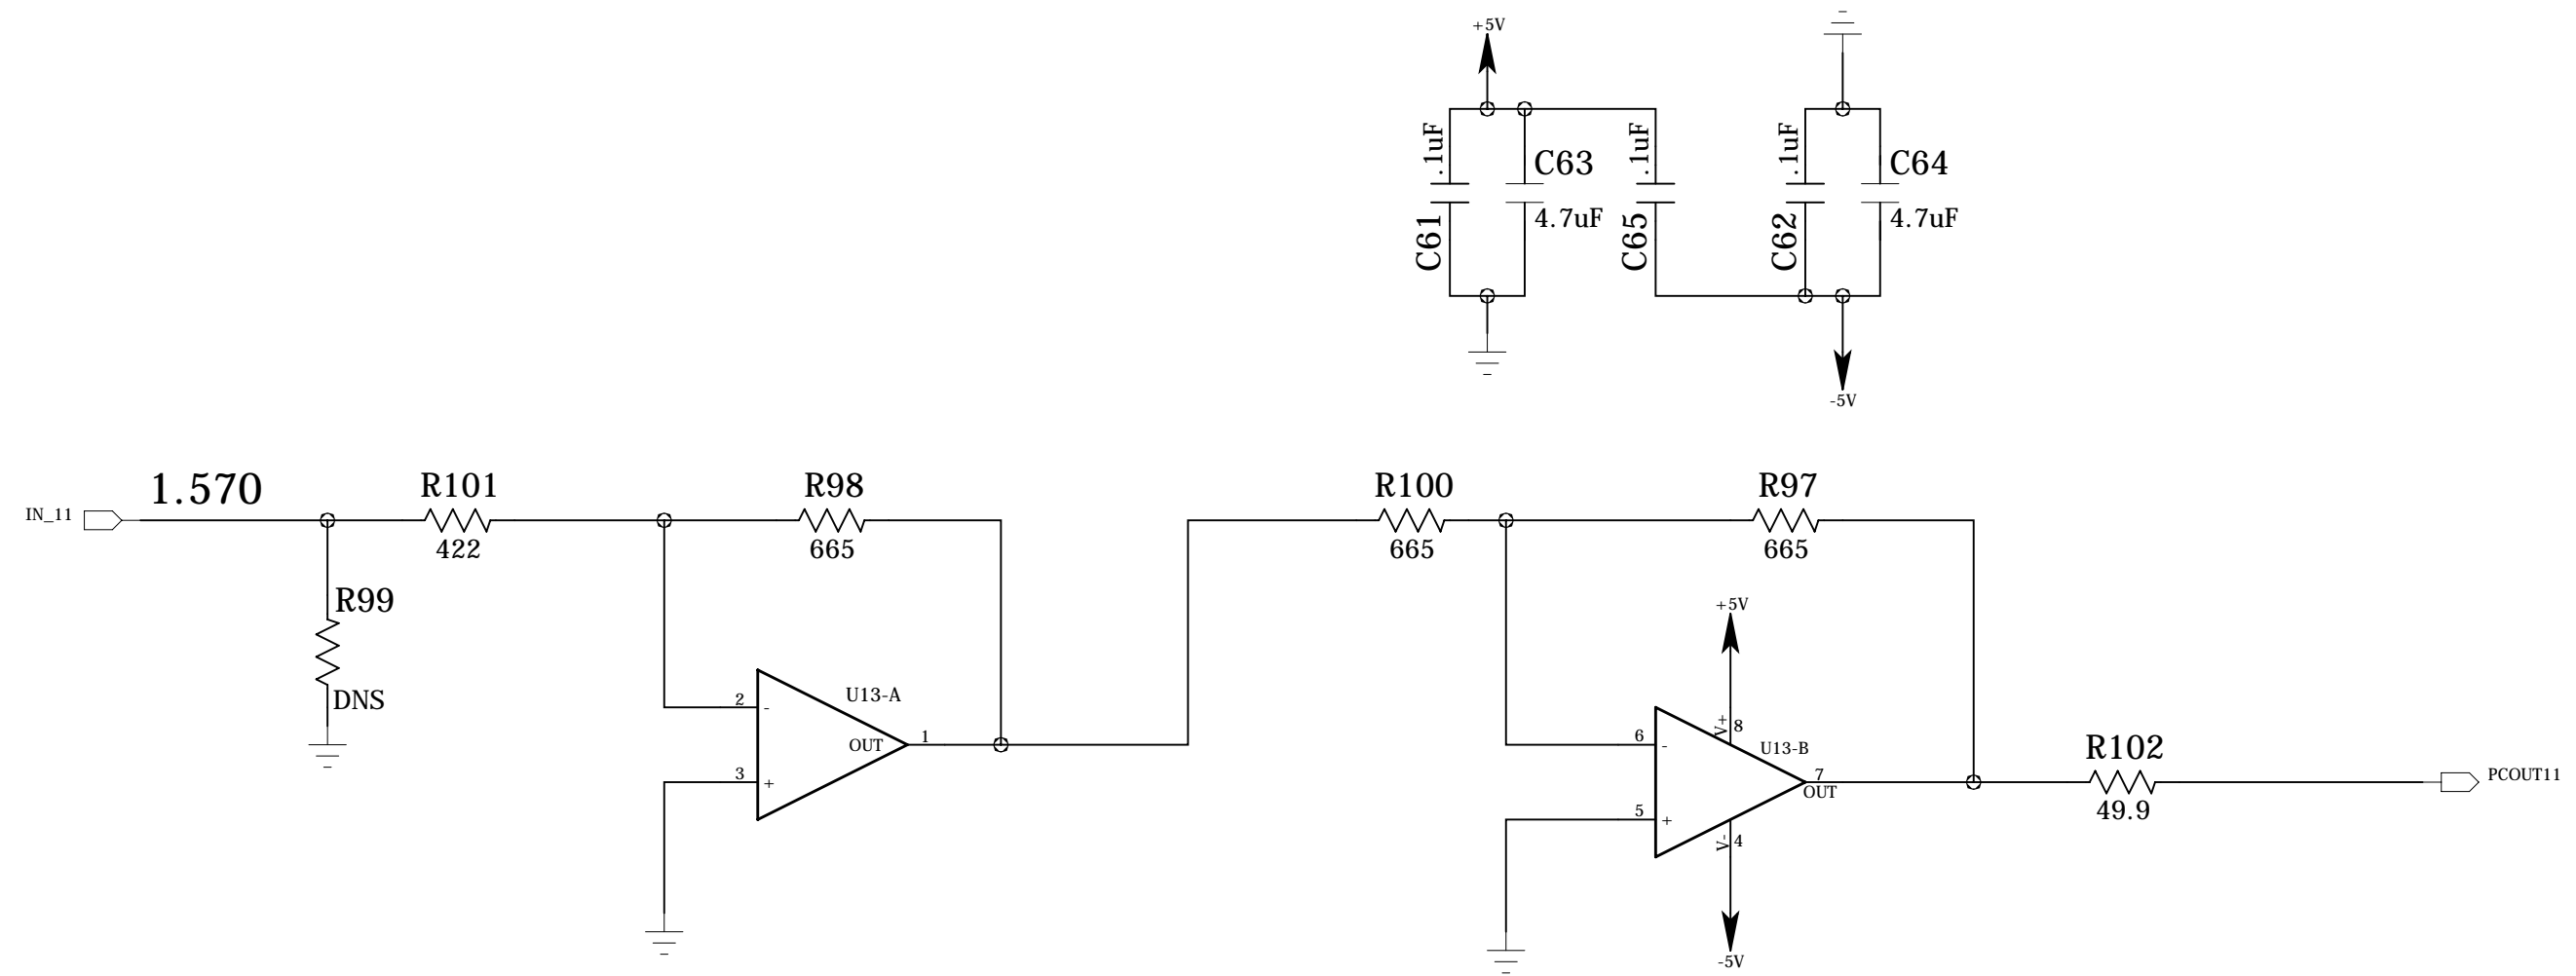 +5V
.1uF
C61
C63
4.7uF
.1uF
C65
.1uF
C62
C64
4.7uF
-5V
IN_11
1.570
R101
422
R98
665
R100
665
R97
665
R99
DNS
2
-
U13-A
OUT
1
3
+
+5V
V+
8
6
-
U13-B
7
OUT
5
+
V-
4
-5V
R102
49.9
PCOUT11